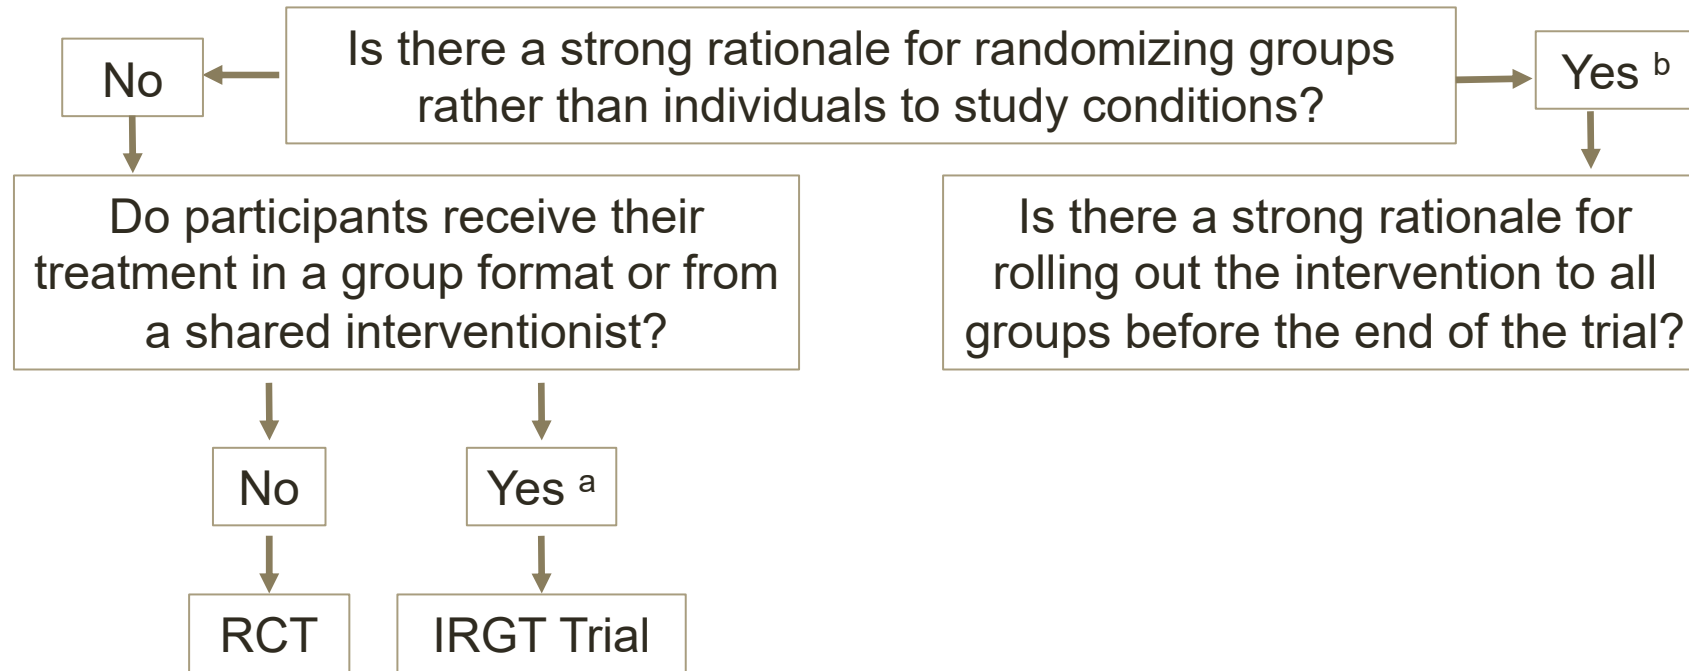 Is there a strong rationale for randomizing groups
rather than individuals to study conditions?
No
Yes ᵇ
Do participants receive their
treatment in a group format or from
a shared interventionist?
Is there a strong rationale for
rolling out the intervention to all
groups before the end of the trial?
No
Yes ᵃ
RCT
IRGT Trial